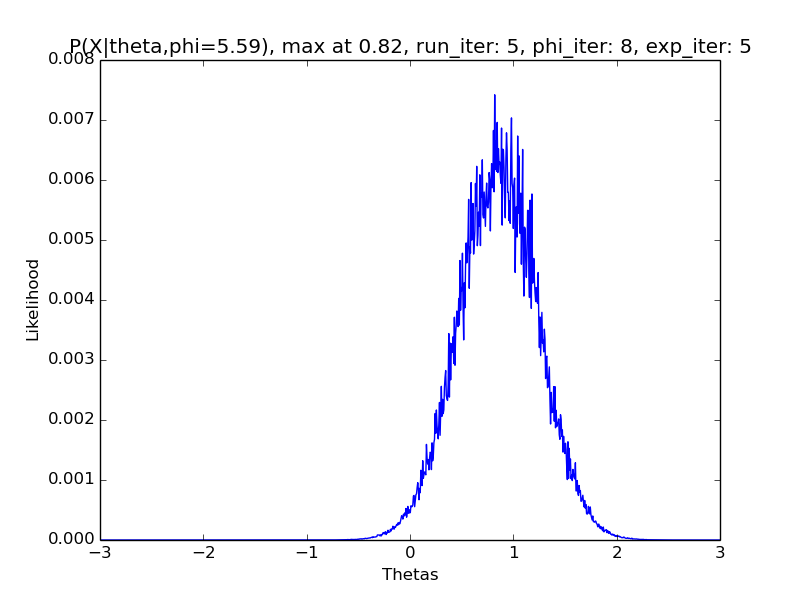 P(X|theta,phi=5.59), max at 0.82, run_iter: 5, phi_iter: 8, exp_iter: 5
0.008
0.007
0.006
0.005
0.004
0.003
0.002
0.001
0.000
Likelihood
−3 −2 −1 0 1 2 3
Thetas